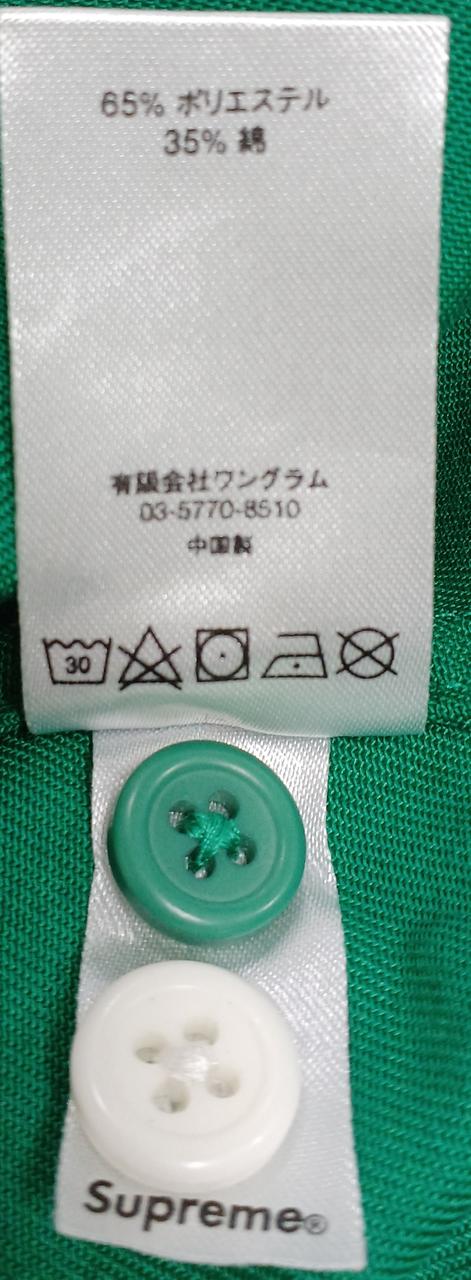 65% ポリエステル
35% 綿
有限会社ワングラム
03-5770-8510
中国製
30
Supreme®